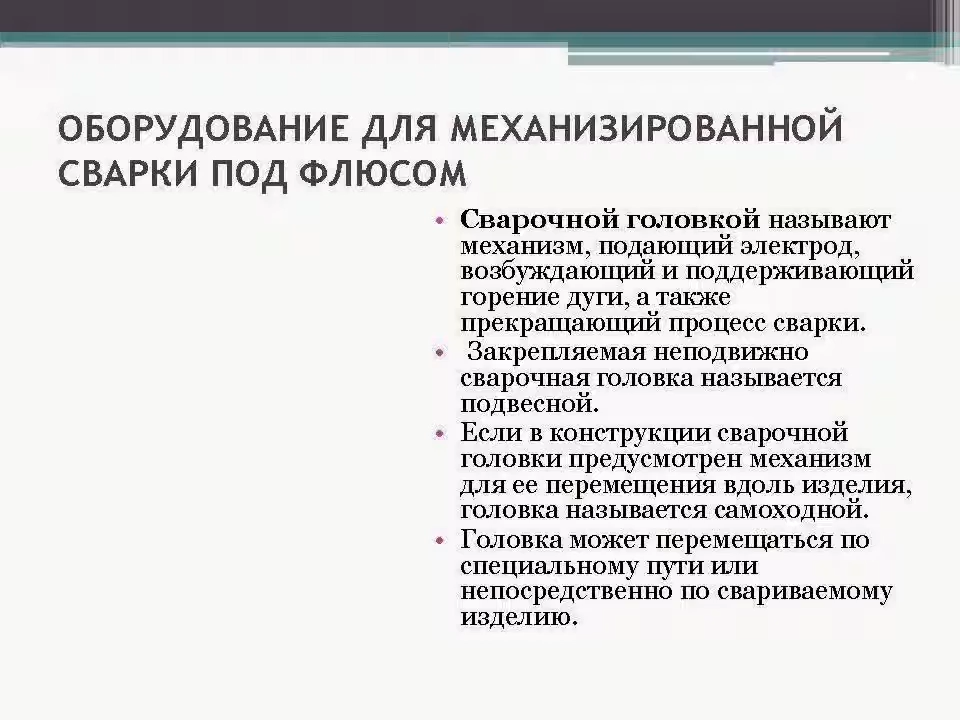 ОБОРУДОВАНИЕ ДЛЯ МЕХАНИЗИРОВАННОЙ
СВАРКИ ПОД ФЛЮСОМ
• Сварочной головкой называют
механизм, подающий электрод,
возбуждающий и поддерживающий
горение дуги, а также
прекращающий процесс сварки.
• Закрепляемая неподвижно
сварочная головка называется
подвесной.
• Если в конструкции сварочной
головки предусмотрен механизм
для ее перемещения вдоль изделия,
головка называется самоходной.
• Головка может перемещаться по
специальному пути или
непосредственно по свариваемому
изделию.